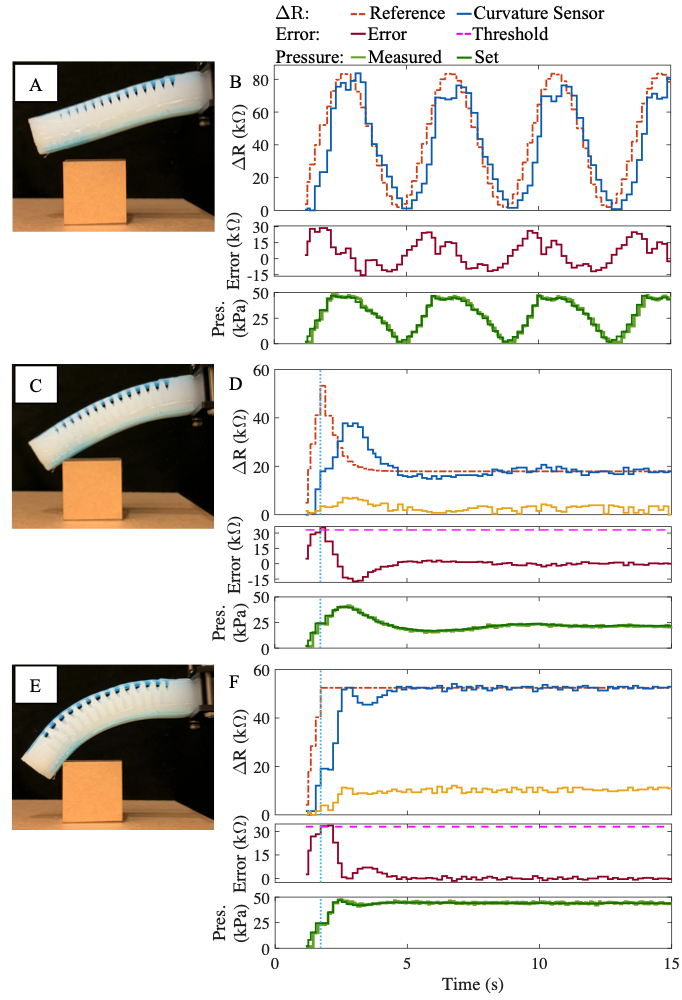 ΔR: Reference Curvature Sensor
Error: Error Threshold
Pressure: Measured Set
A
B
80
60
40
20
0
ΔR (kΩ)
30
15
0
-15
Error (kΩ)
50
25
0
Pres.
(kPa)
C
D
60
40
20
0
ΔR (kΩ)
30
15
0
-15
Error (kΩ)
50
25
0
Pres.
(kPa)
E
F
60
40
20
0
ΔR (kΩ)
30
15
0
Error (kΩ)
50
25
0
Pres.
(kPa)
0 5 10 15
Time (s)